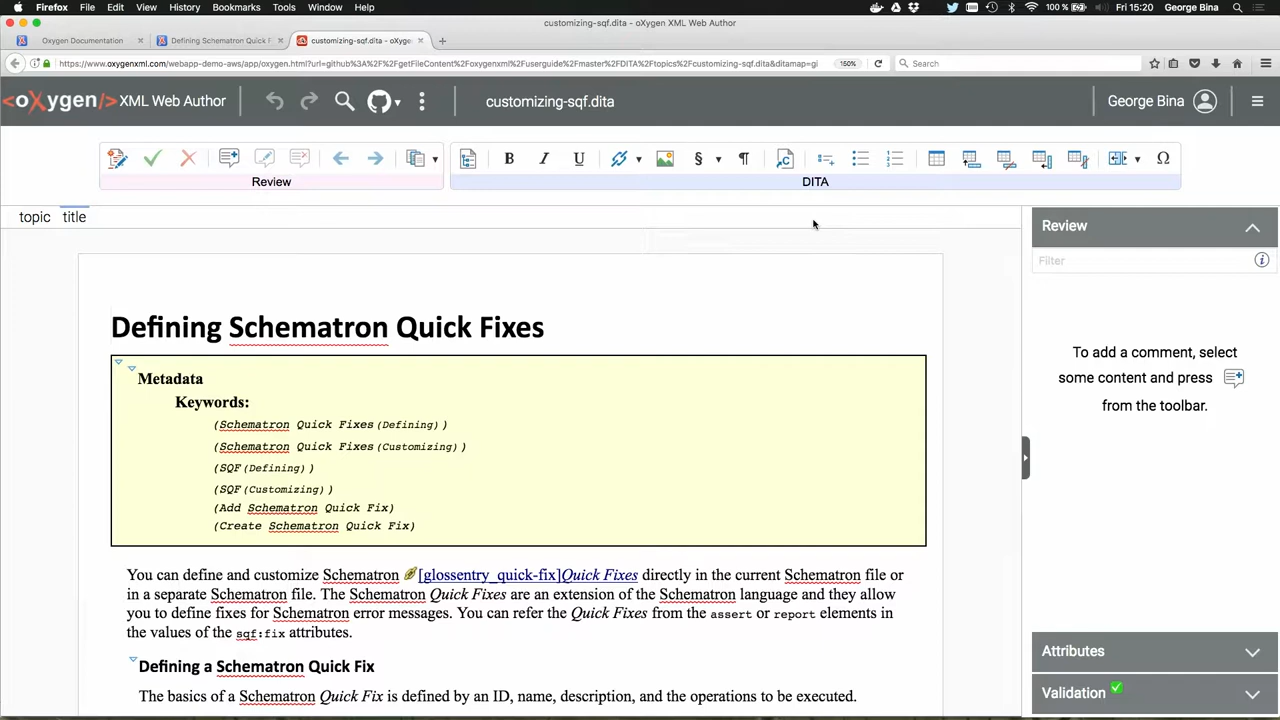 Firefox File Edit View History Bookmarks Tools Window Help 100 % Fri 15:20 George Bina
customizing-sqf.dita - oXygen XML Web Author
Oxygen Documentation
Defining Schematron Quick F
customizing-sqf.dita - oXyge
https://www.oxygenxml.com/webapp-demo-aws/app/oxygen.html?url=github%3A%2F%2FgetFileContent%2Foxygenxml%2Fuserguide%2Fmaster%2FDITA%2Ftopics%2Fcustomizing-sqf.dita&ditamap=gi 150% Search
<oXygen/> XML Web Author customizing-sqf.dita George Bina
B I U § ¶ Ω
Review DITA
topic title
Review
Filter
Defining Schematron Quick Fixes
Metadata
Keywords:
(Schematron Quick Fixes(Defining))
(Schematron Quick Fixes(Customizing))
(SQF(Defining))
(SQF(Customizing))
(Add Schematron Quick Fix)
(Create Schematron Quick Fix)
To add a comment, select
some content and press
from the toolbar.
You can define and customize Schematron [glossentry_quick-fix]Quick Fixes directly in the current Schematron file or
in a separate Schematron file. The Schematron Quick Fixes are an extension of the Schematron language and they allow
you to define fixes for Schematron error messages. You can refer the Quick Fixes from the assert or report elements in
the values of the sqf:fix attributes.
Defining a Schematron Quick Fix
The basics of a Schematron Quick Fix is defined by an ID, name, description, and the operations to be executed.
Attributes
Validation